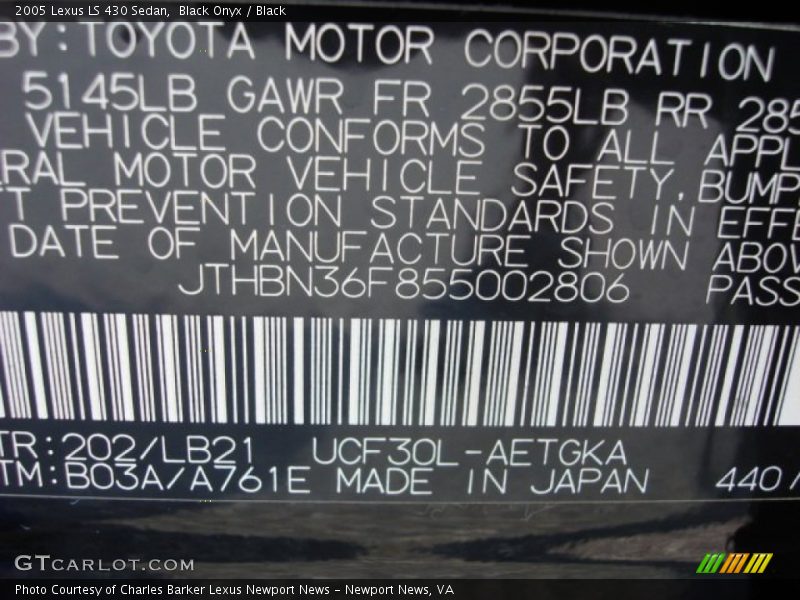 2005 Lexus LS 430 Sedan, Black Onyx / Black
BY: TOYOTA MOTOR CORPORATION
5145LB GAWR FR 2855LB RR 285
VEHICLE CONFORMS TO ALL APPL
ERAL MOTOR VEHICLE SAFETY, BUMP
T PREVENTION STANDARDS IN EFFE
DATE OF MANUFACTURE SHOWN ABOV
JTHBN36F855002806 PASS
TR: 202/LB21 UCF30L-AETGKA
TM: B03A/A761E MADE IN JAPAN 440/
GTCARLOT.COM
Photo Courtesy of Charles Barker Lexus Newport News - Newport News, VA